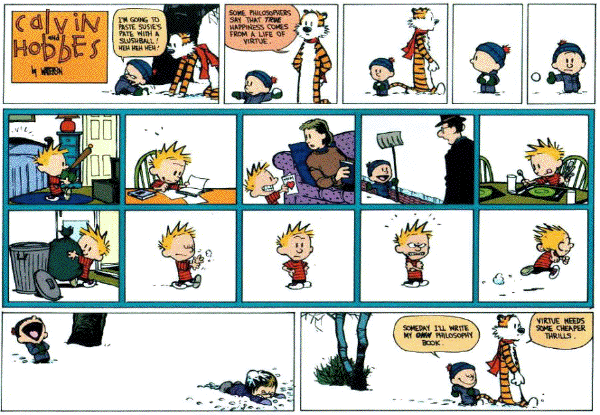 Calvin
and
Hobbes
by WATTERSON
I'M GOING TO
PASTE SUSIE'S
PATE WITH A
SLUSHBALL!
HEH HEH HEH!
SOME PHILOSOPHERS
SAY THAT TRUE
HAPPINESS COMES
FROM A LIFE OF
VIRTUE.
SOMEDAY I'LL WRITE
MY OWN PHILOSOPHY
BOOK.
VIRTUE NEEDS
SOME CHEAPER
THRILLS.